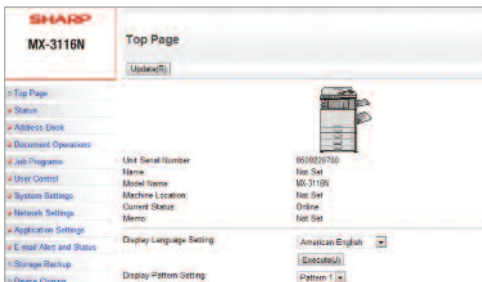 SHARP
MX-3116N
Top Page
Update(R)
Top Page
Status
Address Book
Document Operations
Job Programs
User Control
System Settings
Network Settings
Application Settings
E-mail Alert and Status
Storage Backup
Device Cloning
Unit Serial Number: 0509220700
Name: Not Set
Model Name: MX-3116N
Machine Location: Not Set
Current Status: Online
Memo: Not Set
Display Language Setting: American English
Execute(J)
Display Pattern Setting: Pattern 1